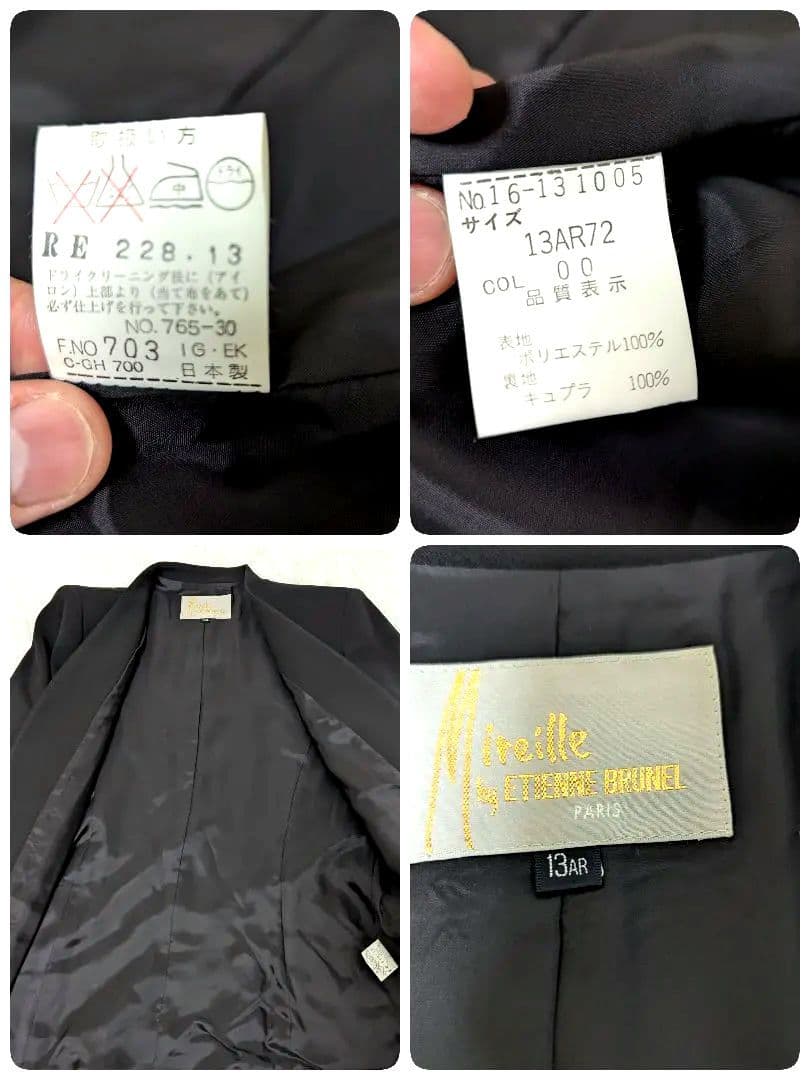 取扱い方
中
ドライ
RE 228.13
ドライクリーニング後に(アイ
ロン)上部より(当て布をあて)
必ず仕上げを行って下さい。
NO.765-30
F.NO 703 IG・EK
C-GH 700 日本製
No16-131005
サイズ
13AR72
COL 00
品質表示
表地
ポリエステル100%
裏地
キュプラ 100%
Mireille
by ETIENNE BRUNEL
PARIS
13AR